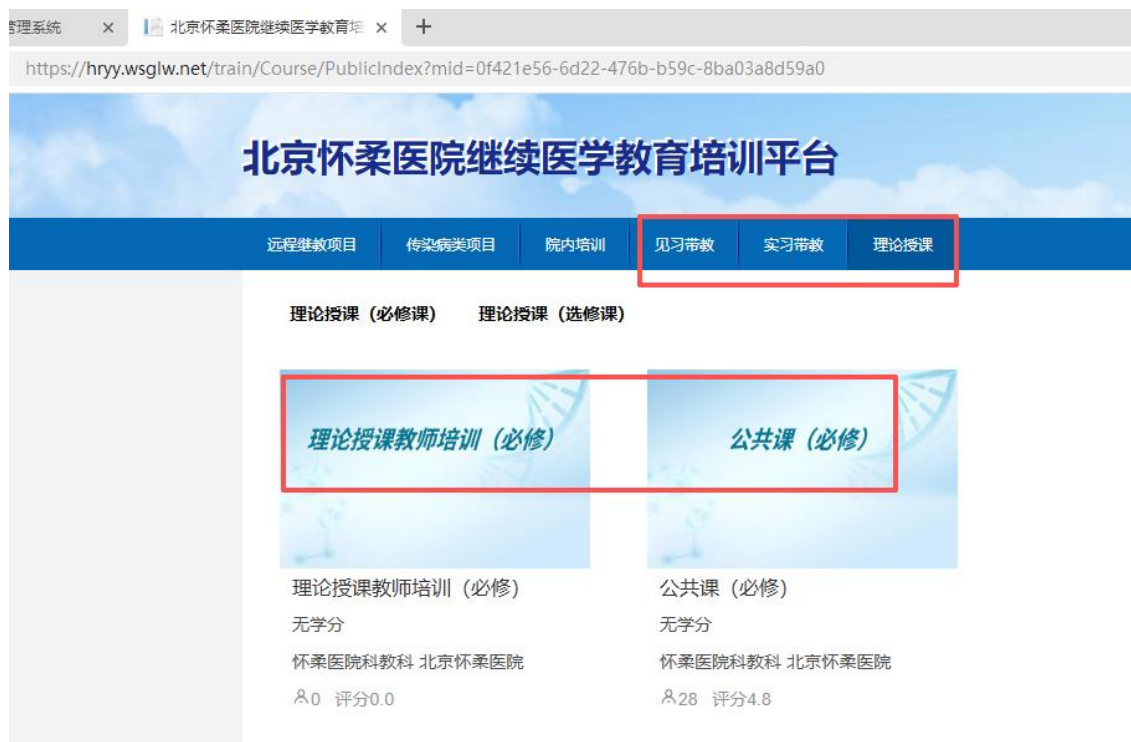 管理系统 × 北京怀柔医院继续医学教育培 × +
https://hryy.wsglw.net/train/Course/PublicIndex?mid=0f421e56-6d22-476b-b59c-8ba03a8d59a0
北京怀柔医院继续医学教育培训平台
远程继教项目 传染病类项目 院内培训 见习带教 实习带教 理论授课
理论授课（必修课） 理论授课（选修课）
理论授课教师培训（必修） 公共课（必修）
理论授课教师培训（必修） 公共课（必修）
无学分 无学分
怀柔医院科教科 北京怀柔医院 怀柔医院科教科 北京怀柔医院
0 评分0.0 28 评分4.8